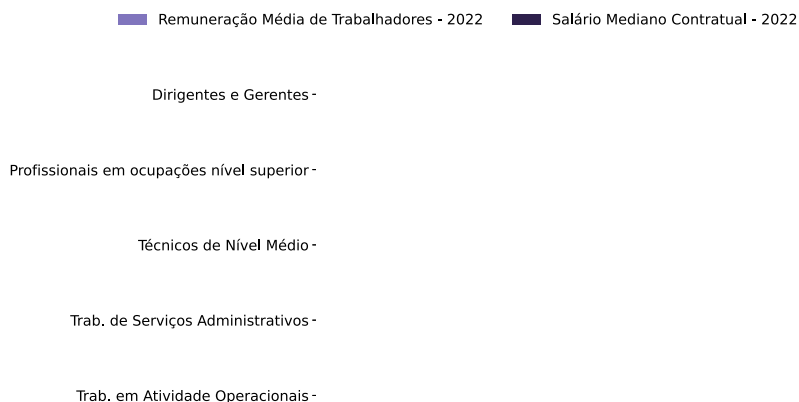 Remuneração Média de Trabalhadores - 2022
Salário Mediano Contratual - 2022
Dirigentes e Gerentes
Profissionais em ocupações nível superior
Técnicos de Nível Médio
Trab. de Serviços Administrativos
Trab. em Atividade Operacionais